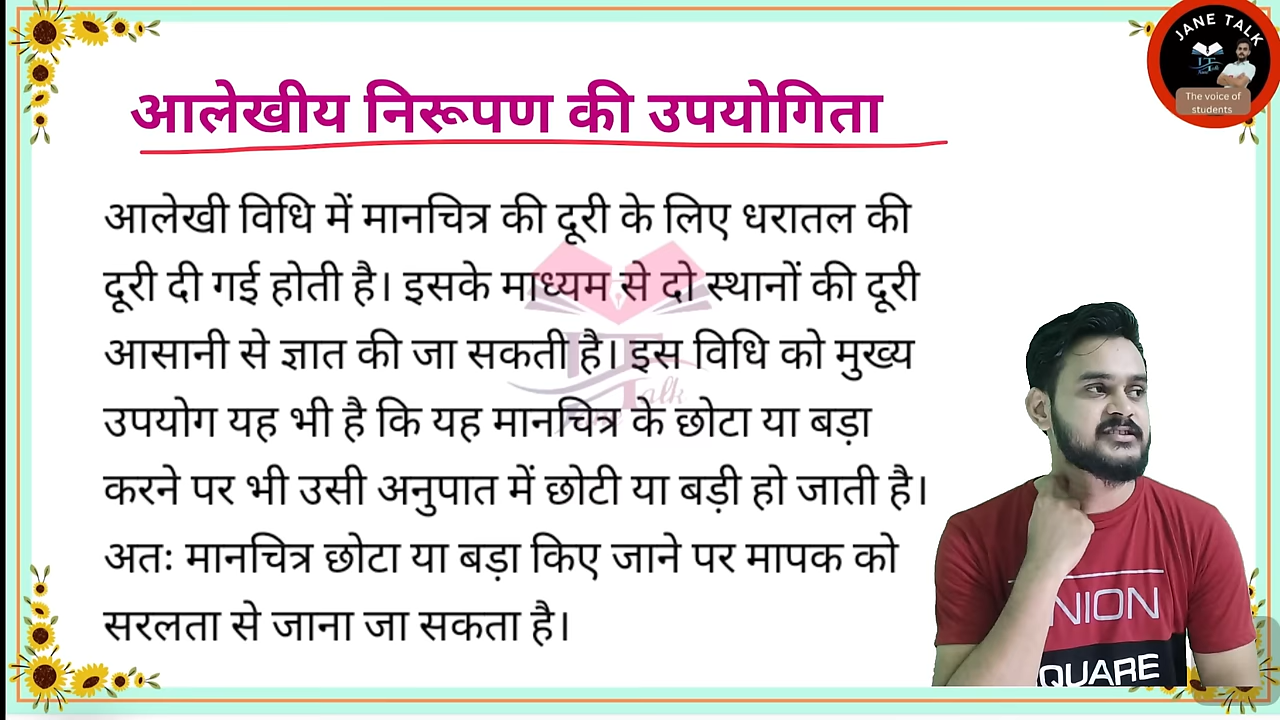 आलेखीय निरूपण की उपयोगिता
आलेखी विधि में मानचित्र की दूरी के लिए धरातल की
दूरी दी गई होती है। इसके माध्यम से दो स्थानों की दूरी
आसानी से ज्ञात की जा सकती है। इस विधि को मुख्य
उपयोग यह भी है कि यह मानचित्र के छोटा या बड़ा
करने पर भी उसी अनुपात में छोटी या बड़ी हो जाती है।
अतः मानचित्र छोटा या बड़ा किए जाने पर मापक को
सरलता से जाना जा सकता है।
JANE TALK
The voice of
students
NION
QUARE